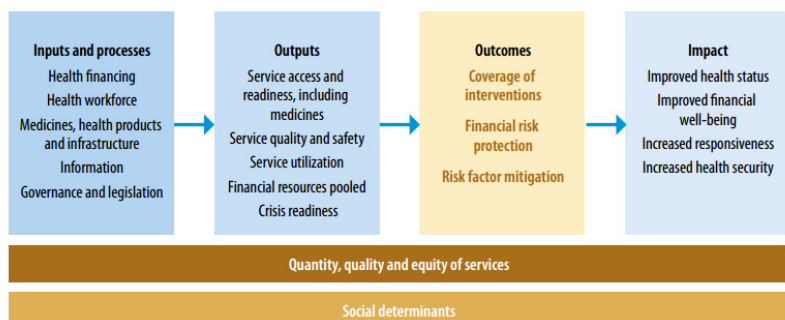 Inputs and processes
Health financing
Health workforce
Medicines, health products
and infrastructure
Information
Governance and legislation
Outputs
Service access and
readiness, including
medicines
Service quality and safety
Service utilization
Financial resources pooled
Crisis readiness
Outcomes
Coverage of
interventions
Financial risk
protection
Risk factor mitigation
Impact
Improved health status
Improved financial
well-being
Increased responsiveness
Increased health security
Quantity, quality and equity of services
Social determinants